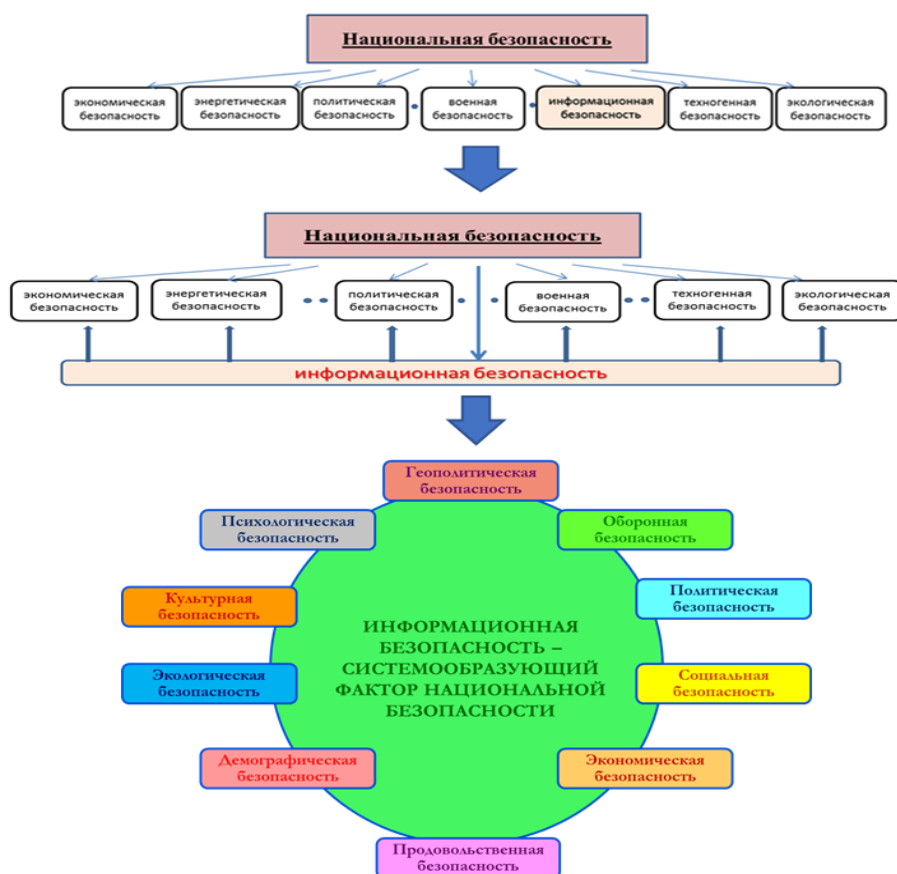 Национальная безопасность
экономическая
безопасность
энергетическая
безопасность
политическая
безопасность
военная
безопасность
информационная
безопасность
техногенная
безопасность
экологическая
безопасность
Национальная безопасность
экономическая
безопасность
энергетическая
безопасность
политическая
безопасность
военная
безопасность
техногенная
безопасность
экологическая
безопасность
информационная безопасность
Геополитическая
безопасность
Психологическая
безопасность
Оборонная
безопасность
Культурная
безопасность
Политическая
безопасность
ИНФОРМАЦИОННАЯ
БЕЗОПАСНОСТЬ –
СИСТЕМООБРАЗУЮЩИЙ
ФАКТОР НАЦИОНАЛЬНОЙ
БЕЗОПАСНОСТИ
Экологическая
безопасность
Социальная
безопасность
Демографическая
безопасность
Экономическая
безопасность
Продовольственная
безопасность